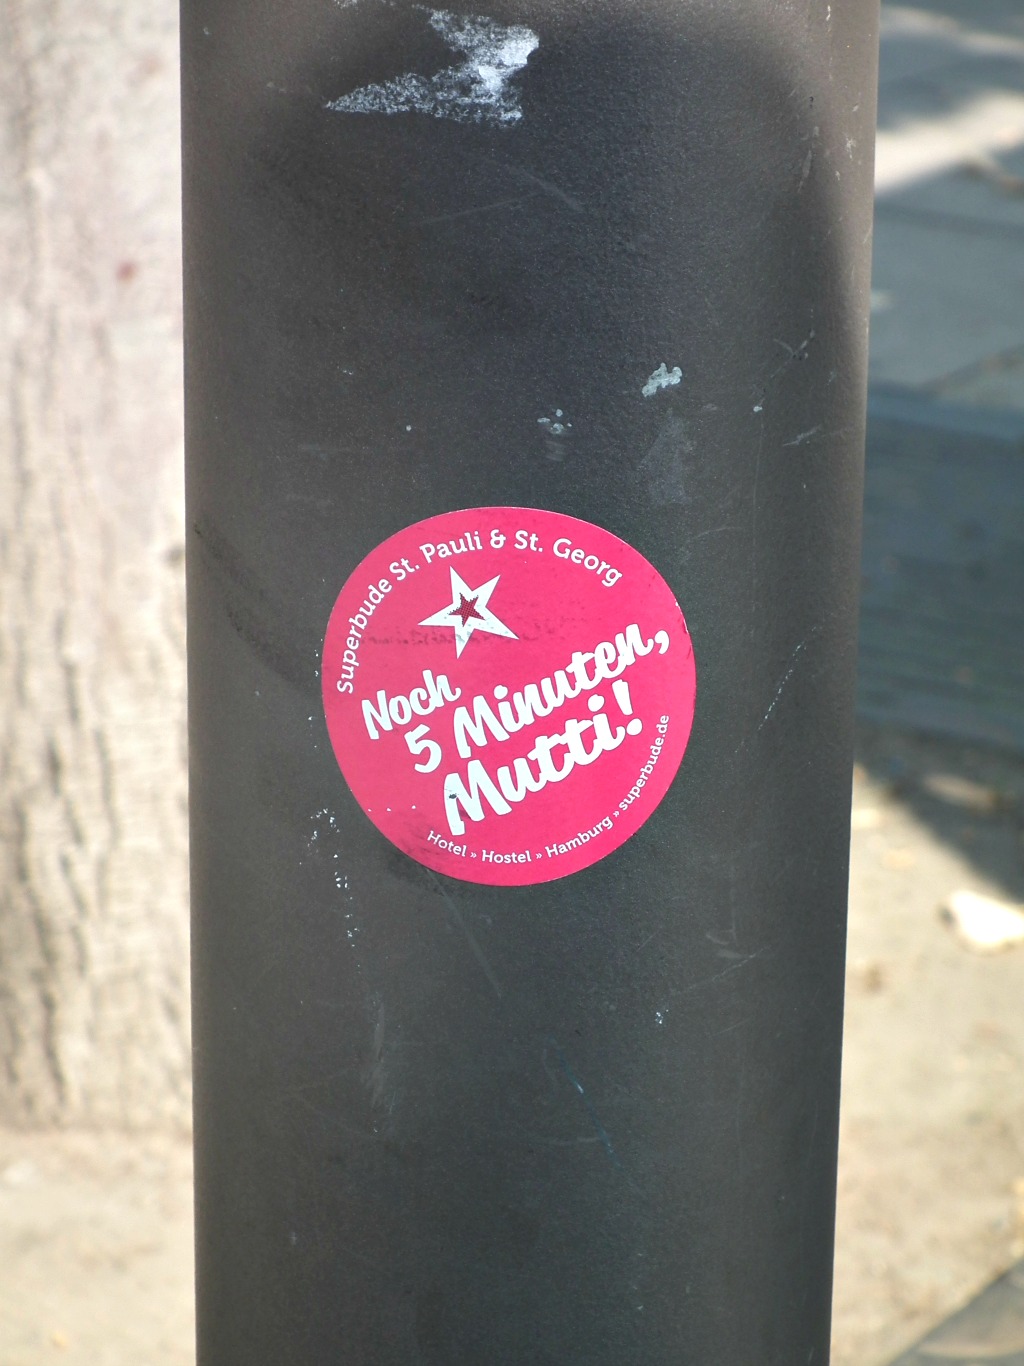 Superbude St. Pauli & St. Georg
Noch
5 Minuten,
Mutti!
Hotel » Hostel » Hamburg » superbude.de